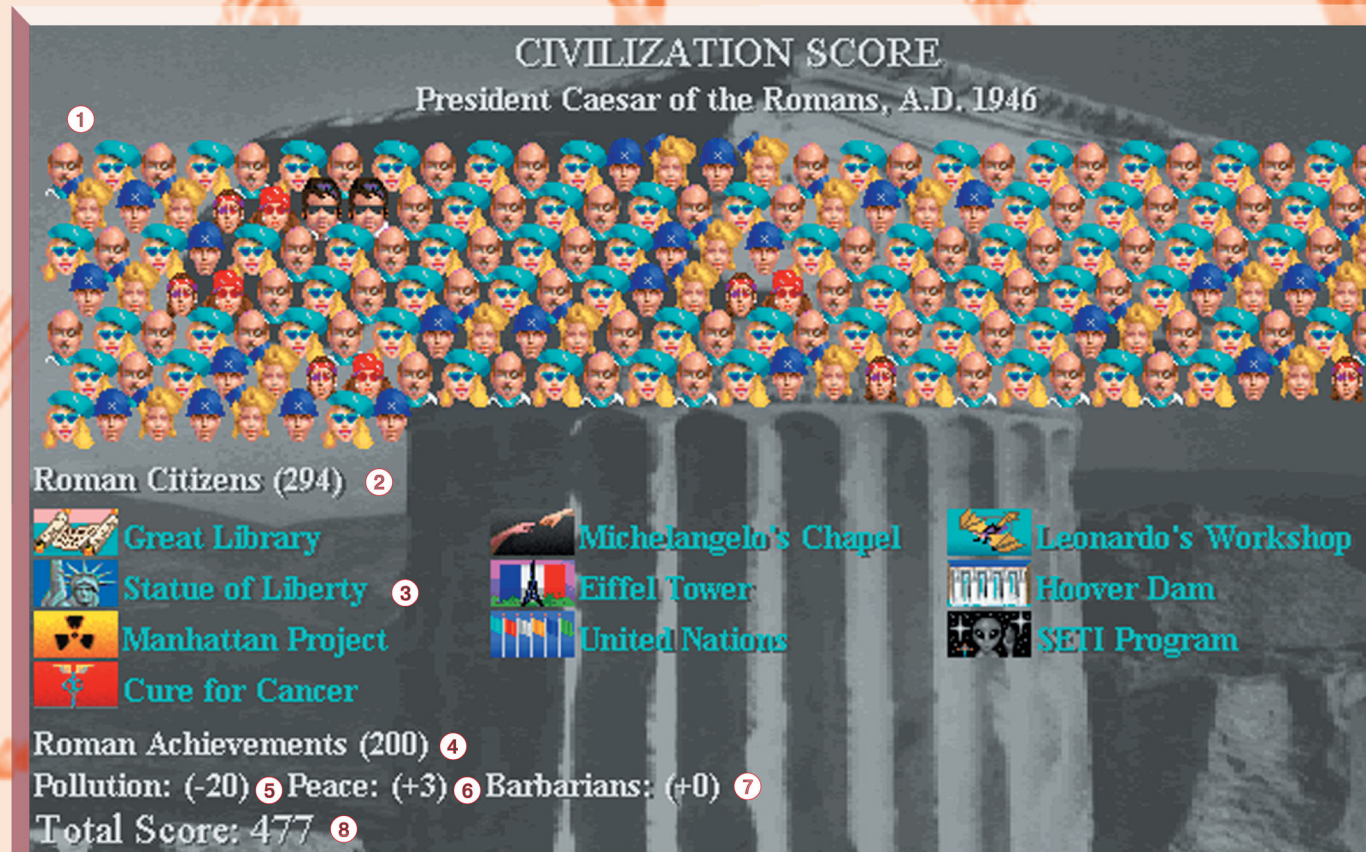 CIVILIZATION SCORE
President Caesar of the Romans, A.D. 1946
1
Roman Citizens (294) 2
Great Library Michelangelo's Chapel Leonardo's Workshop
Statue of Liberty 3 Eiffel Tower Hoover Dam
Manhattan Project United Nations SETI Program
Cure for Cancer
Roman Achievements (200) 4
Pollution: (-20) 5 Peace: (+3) 6 Barbarians: (+0) 7
Total Score: 477 8